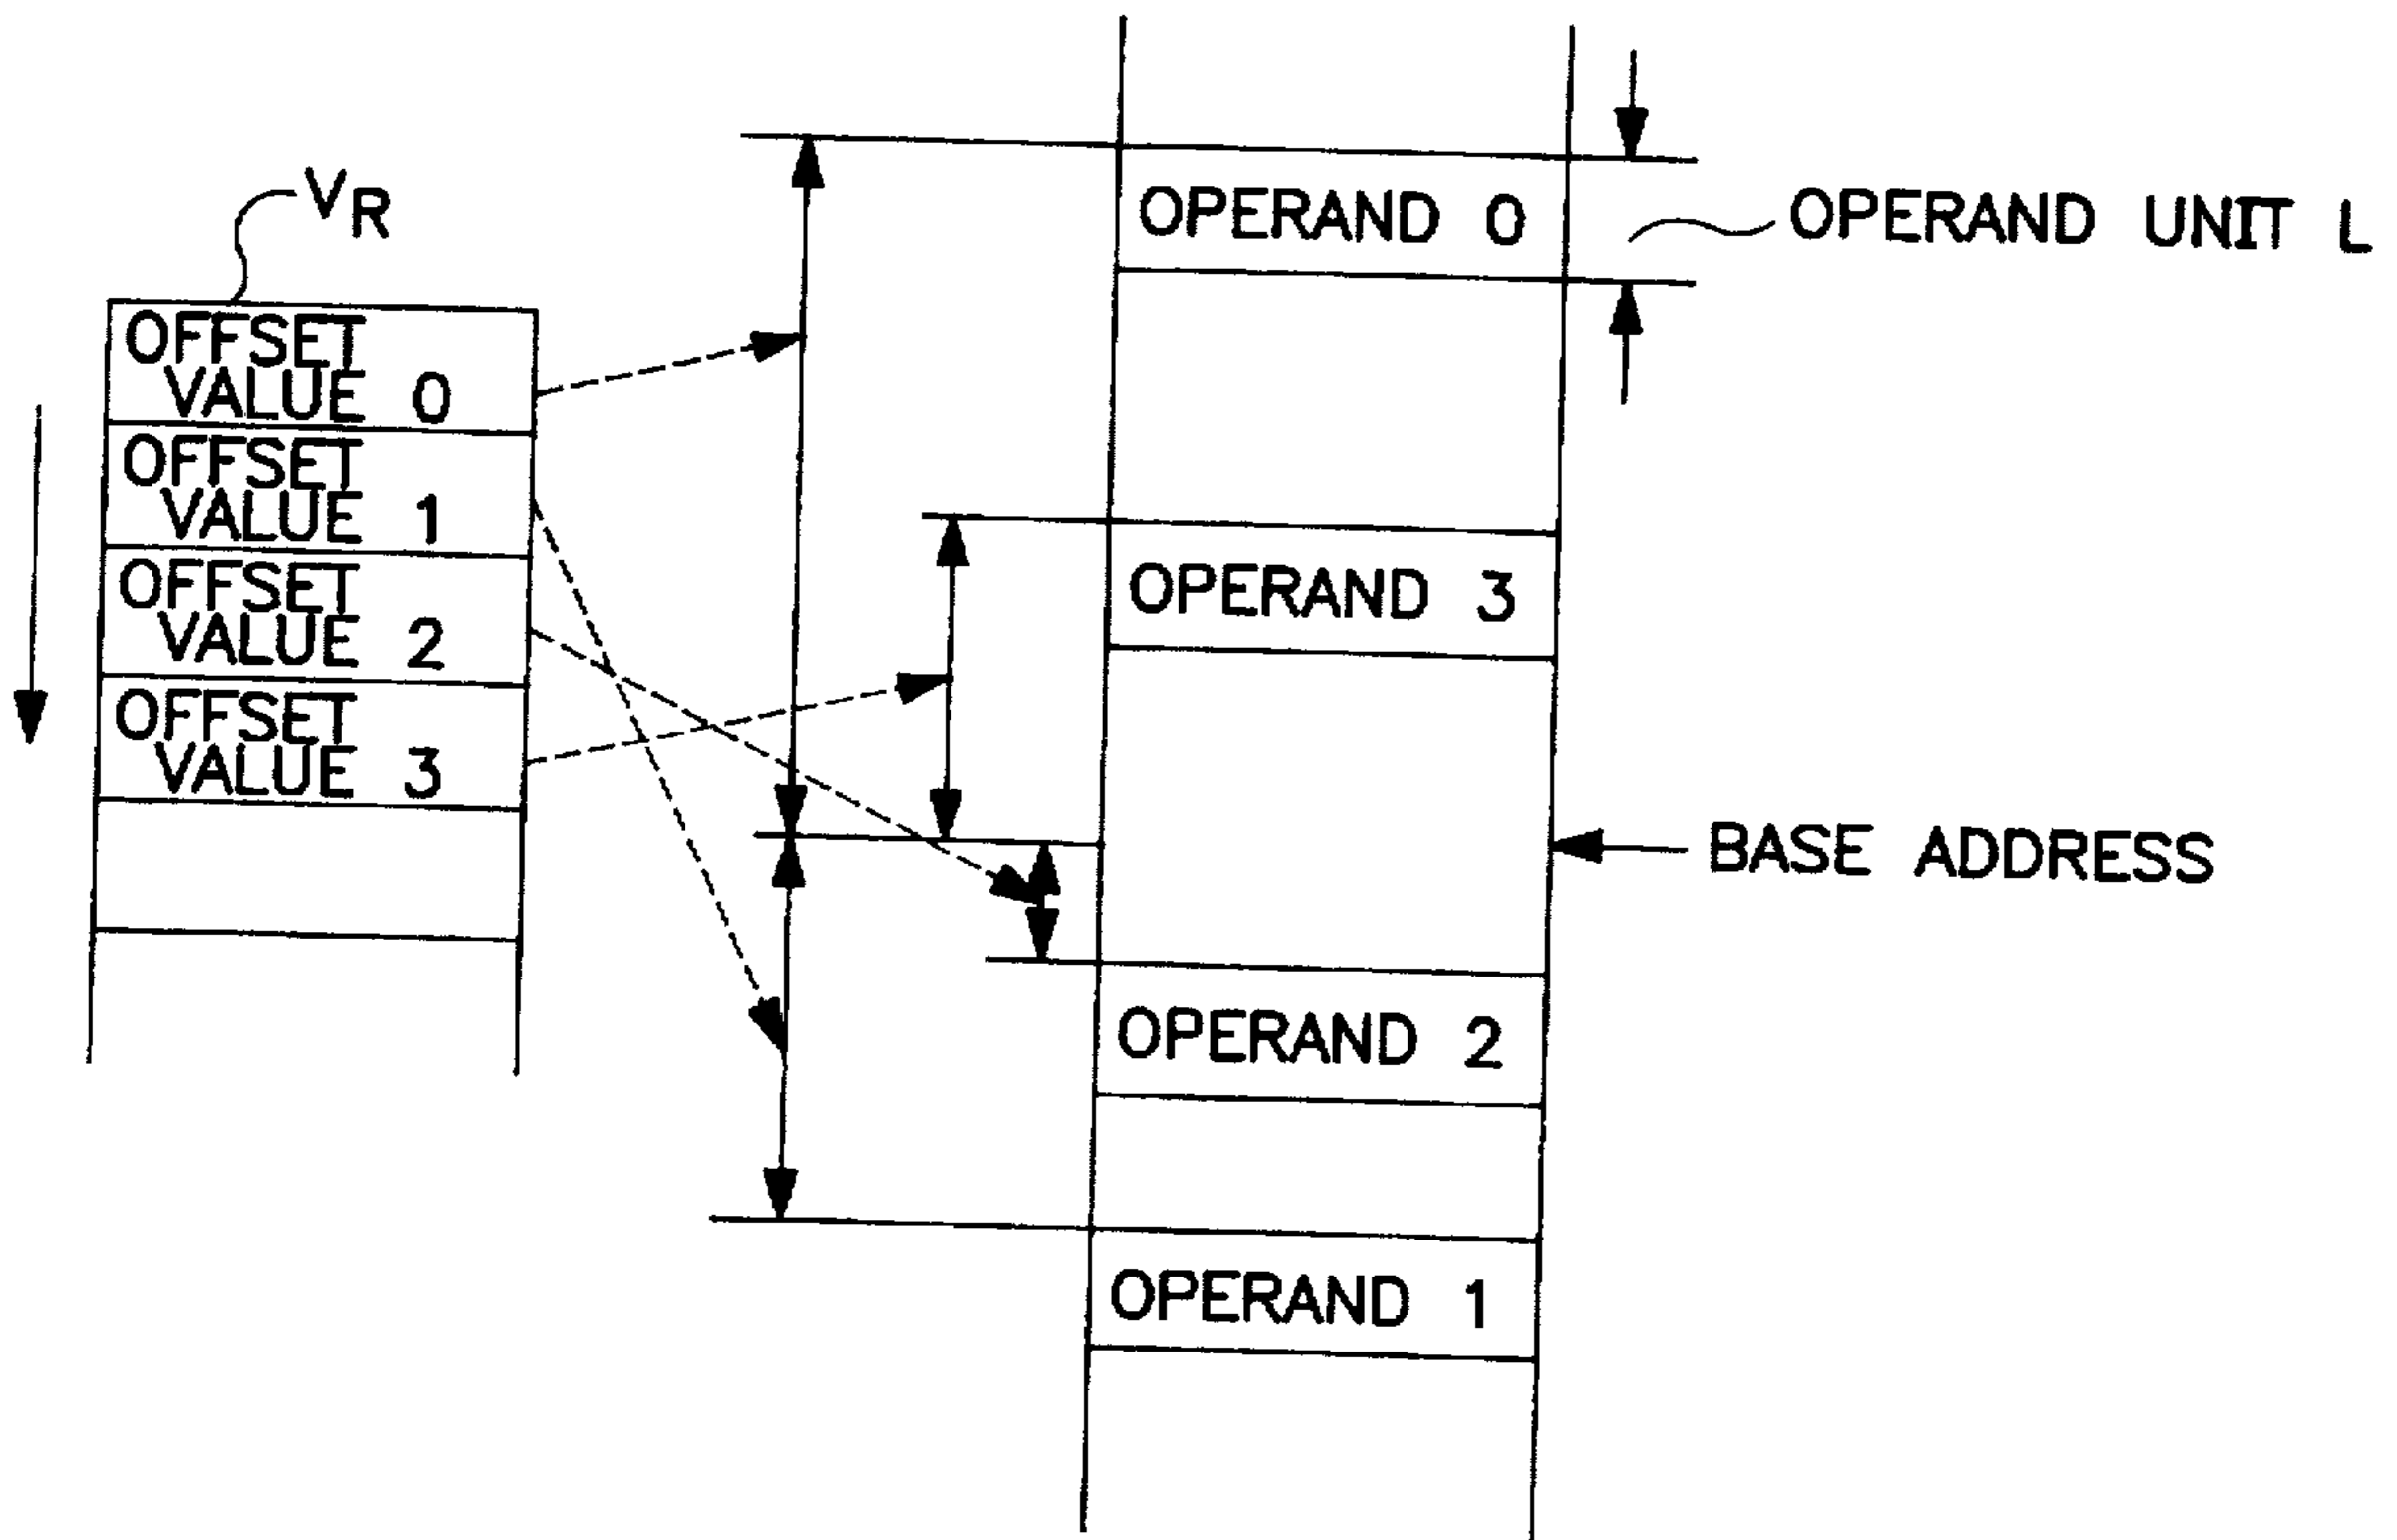 VR
OFFSET
VALUE 0
OFFSET
VALUE 1
OFFSET
VALUE 2
OFFSET
VALUE 3
OPERAND 0
OPERAND UNIT L
OPERAND 3
BASE ADDRESS
OPERAND 2
OPERAND 1